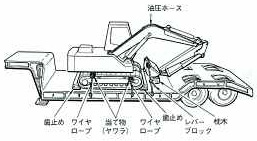 油圧ホース
歯止め
ワイヤ
ロープ
当て物
(ヤワラ)
ワイヤ
ロープ
歯止め
レバー
ブロック
枕木